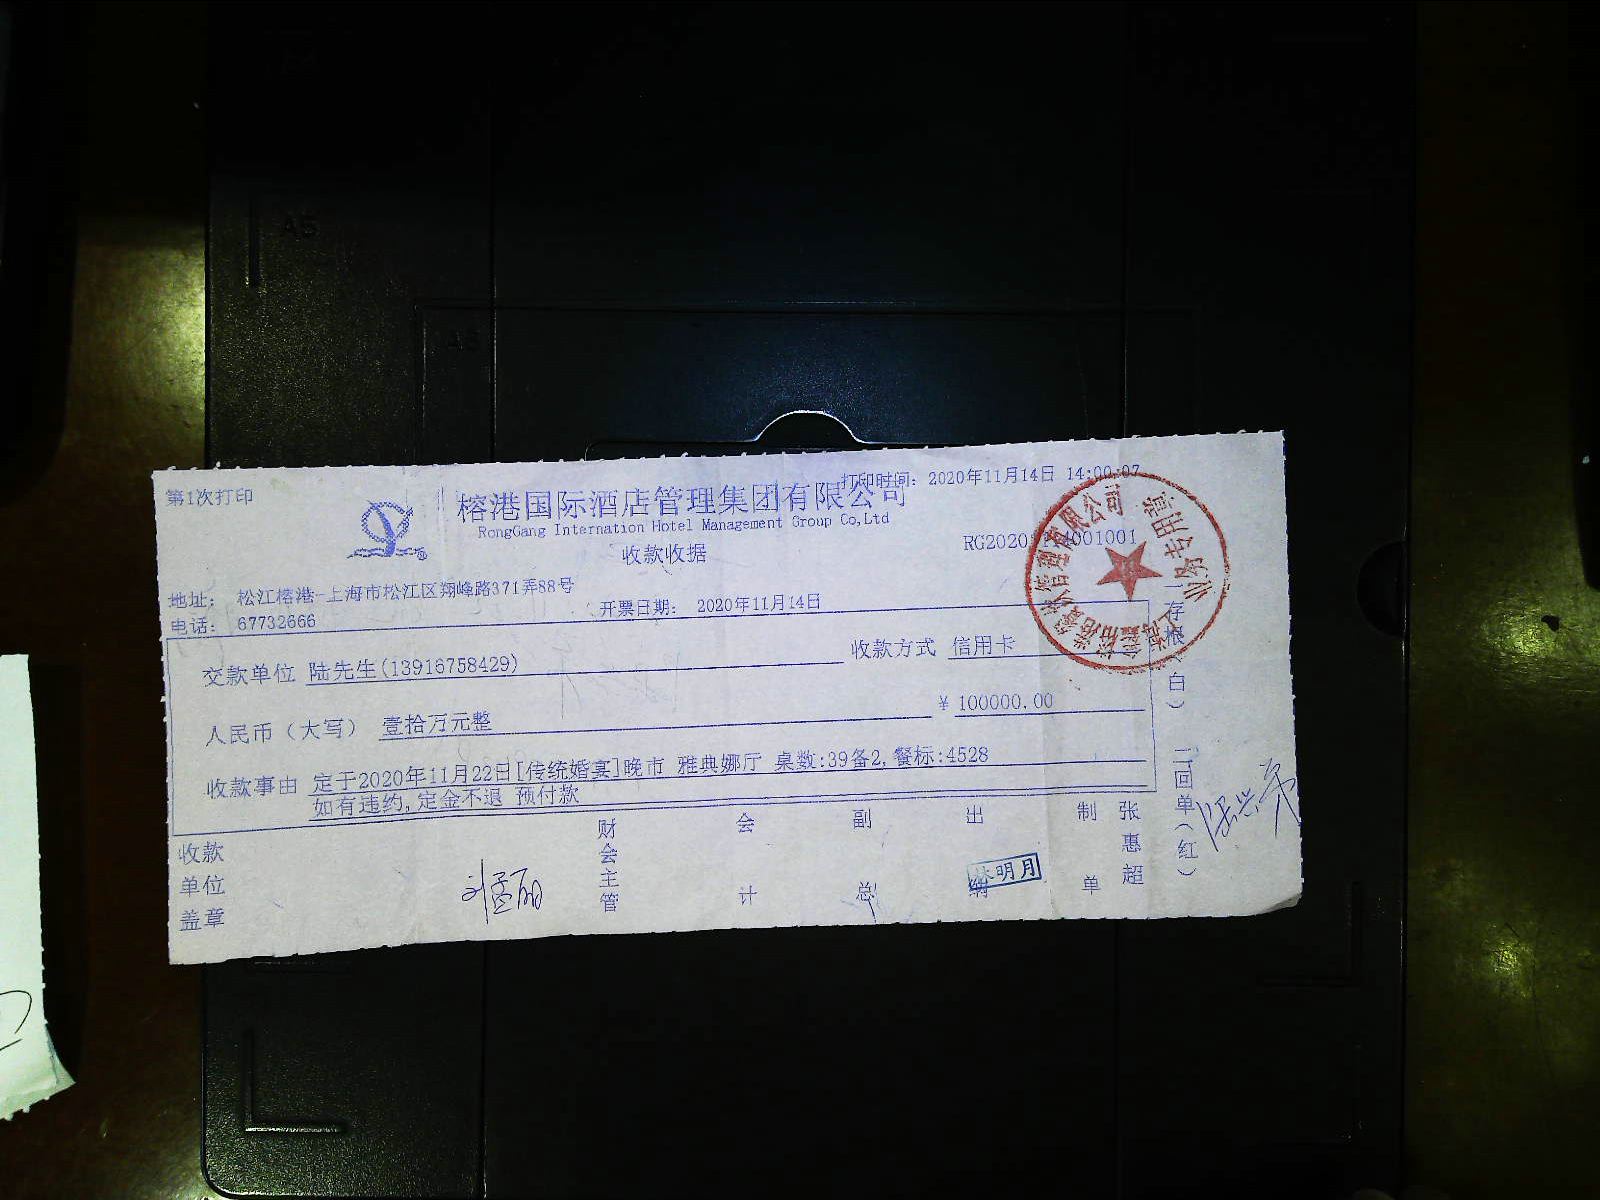 第1次打印
打印时间: 2020年11月14日 14:00:07
榕港国际酒店管理集团有限公司
RongGang Internation Hotel Management Group Co,Ltd
收款收据
地址: 松江榕港-上海市松江区翔峰路371弄88号
电话: 67732666
开票日期: 2020年11月14日
交款单位 陆先生(13916758429)
收款方式 信用卡
人民币（大写） 壹拾万元整
¥ 100000.00
收款事由 定于2020年11月22日[传统婚宴]晚市 雅典娜厅 桌数:39备2,餐标:4528
如有违约,定金不退 预付款
存根(白) 二回单(红)
收款单位盖章
刘孟丽
财会主管
会计
副总
出纳
明月
制单
张惠超
有限公司
业务专用章